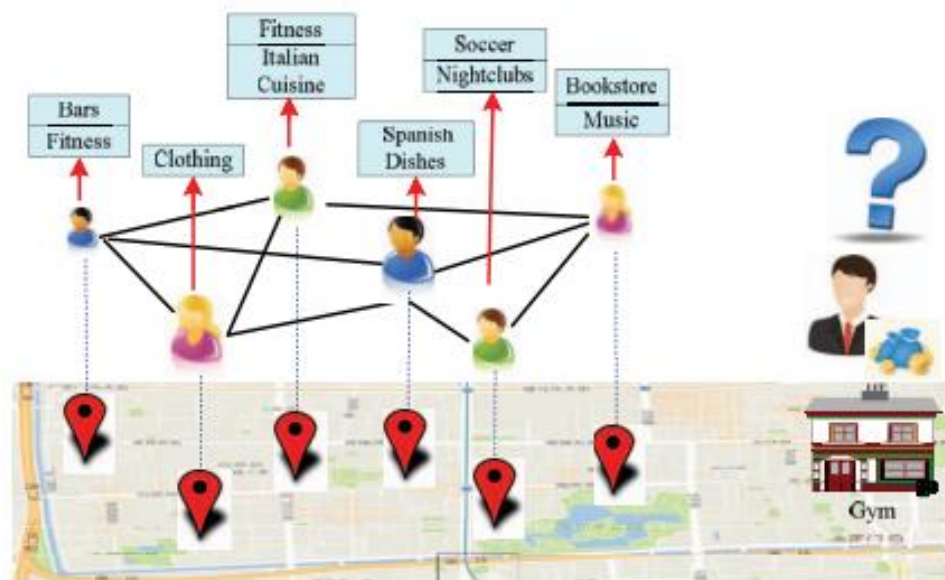 Fitness
Italian
Cuisine
Soccer
Nightclubs
Bookstore
Music
Bars
Fitness
Clothing
Spanish
Dishes
Gym